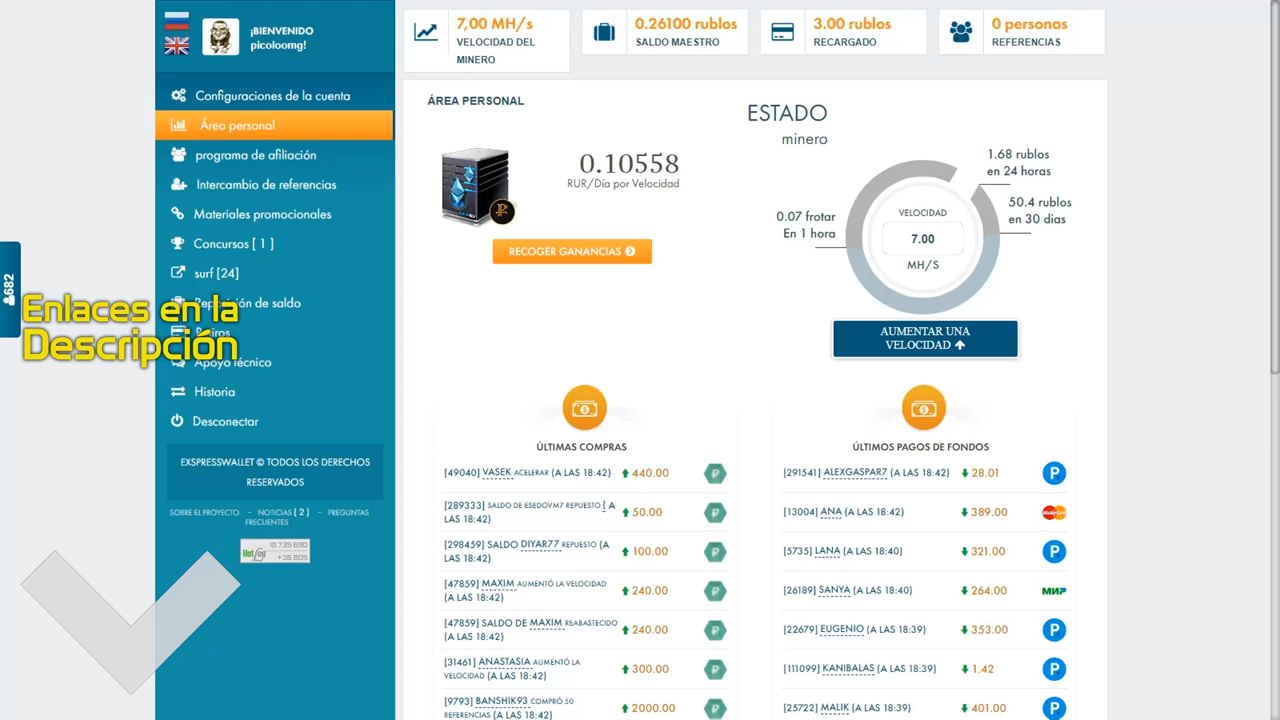 ¡BIENVENIDO
picoloomg!
7,00 MH/s
VELOCIDAD DEL
MINERO
0.26100 rublos
SALDO MAESTRO
3.00 rublos
RECARGADO
0 personas
REFERENCIAS
Configuraciones de la cuenta
Área personal
programa de afiliación
Intercambio de referencias
Materiales promocionales
Concursos [ 1 ]
surf [24]
Reposición de saldo
Retiros
Apoyo técnico
Historia
Desconectar
682
Enlaces en la
Descripción
EXSPRESSWALLET © TODOS LOS DERECHOS
RESERVADOS
SOBRE EL PROYECTO - NOTICIAS ( 2 ) - PREGUNTAS
FRECUENTES
HotLog
18 735 690
+38 805
ÁREA PERSONAL
0.10558
RUR/Día por Velocidad
RECOGER GANANCIAS
ESTADO
minero
1.68 rublos
en 24 horas
50.4 rublos
en 30 dias
0.07 frotar
En 1 hora
VELOCIDAD
7.00
MH/S
AUMENTAR UNA
VELOCIDAD
ÚLTIMAS COMPRAS
[49040] VASEK ACELERAR (A LAS 18:42) 440.00
[289333] SALDO DE ESEDOVM7 REPUESTO ( A
LAS 18:42) 50.00
[298459] SALDO DIYAR77 REPUESTO (A
LAS 18:42) 100.00
[47859] MAXIM AUMENTÓ LA VELOCIDAD
(A LAS 18:42) 240.00
[47859] SALDO DE MAXIM REABASTECIDO
(A LAS 18:42) 240.00
[31461] ANASTASIA AUMENTÓ LA
VELOCIDAD (A LAS 18:42) 300.00
[9793] BANSHIK93 COMPRÓ 50
REFERENCIAS (A LAS 18:42) 2000.00
ÚLTIMOS PAGOS DE FONDOS
[291541] ALEXGASPAR7 (A LAS 18:42) 28.01
[13004] ANA (A LAS 18:42) 389.00
MasterCard
[5735] LANA (A LAS 18:40) 321.00
[26189] SANYA (A LAS 18:40) 264.00
МИР
[22679] EUGENIO (A LAS 18:39) 353.00
[111099] KANIBALAS (A LAS 18:39) 1.42
[25722] MALIK (A LAS 18:39) 401.00